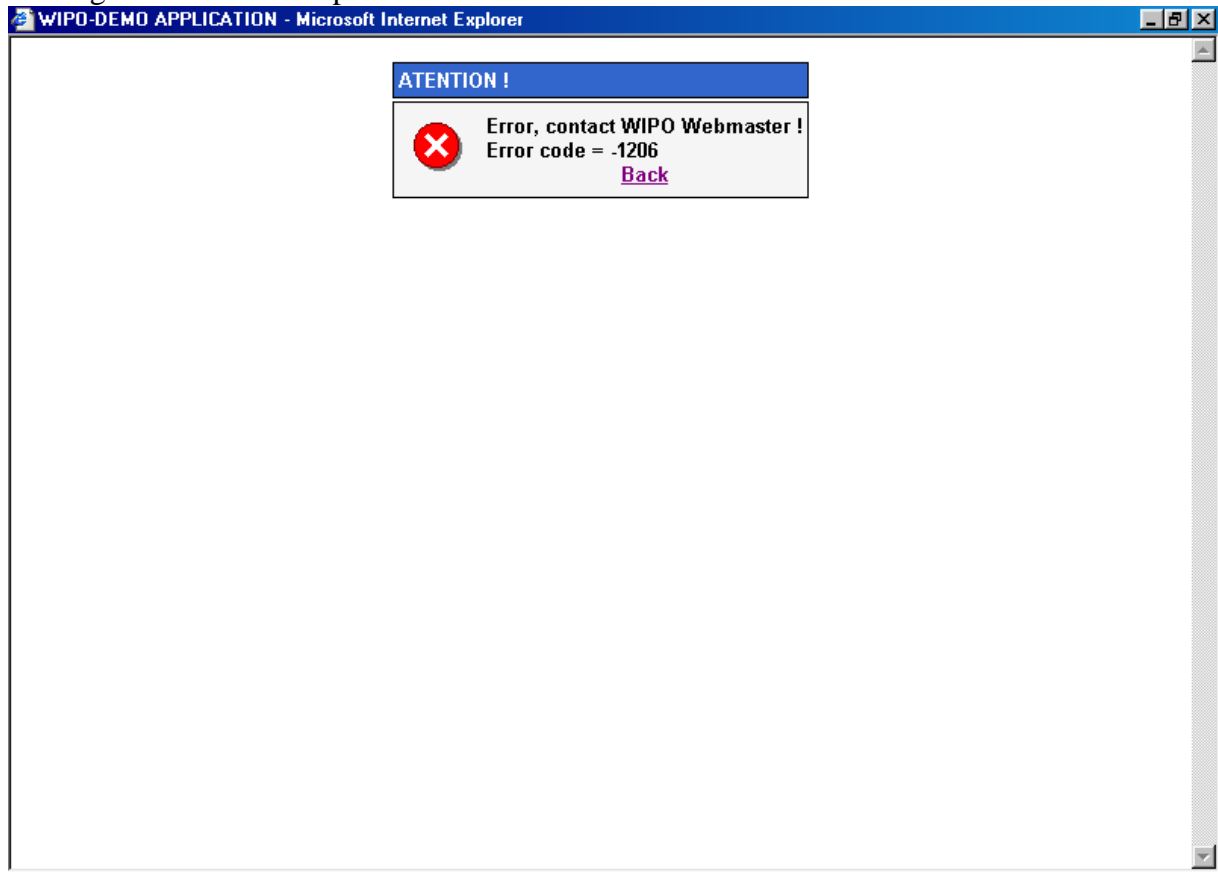 WIPO-DEMO APPLICATION - Microsoft Internet Explorer
ATENTION !
Error, contact WIPO Webmaster !
Error code = -1206
Back